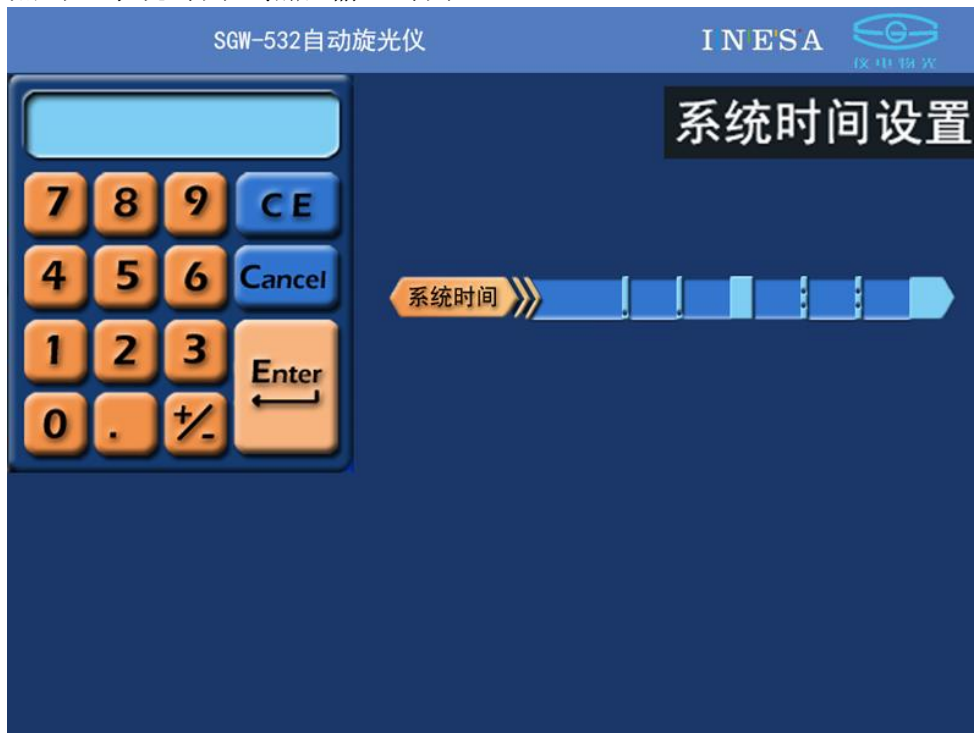 SGW-532自动旋光仪
INESA
仪电物光
系统时间设置
7 8 9 CE
4 5 6 Cancel
系统时间
1 2 3 Enter
0 . +/-